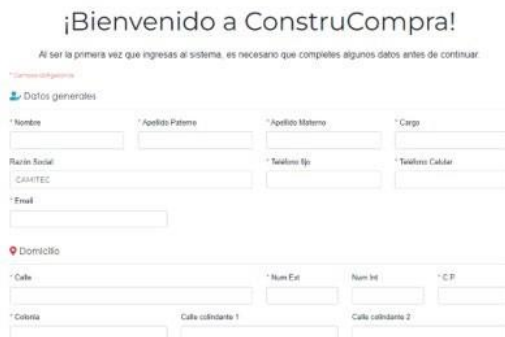 ¡Bienvenido a ConstruCompra!
Al ser la primera vez que ingresas al sistema, es necesario que completes algunos datos antes de continuar.
* Campos obligatorios
Datos generales
* Nombre * Apellido Paterno * Apellido Materno * Cargo
Razón Social * Teléfono fijo * Teléfono Celular
CAMITEC
* Email
Domicilio
* Calle * Num Ext Num Int * C.P.
* Colonia Calle colindante 1 Calle colindante 2